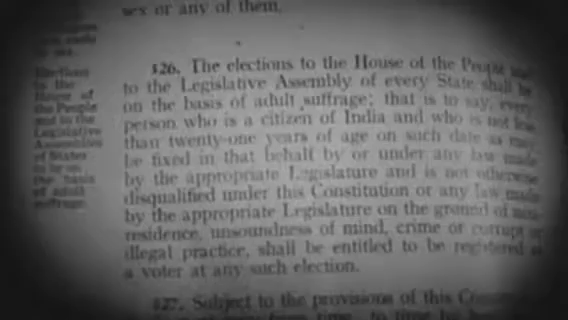 sex or any of them.
Elections
to the
House of
the People
and to the
Legislative
Assemblies
of States
to be on
the basis
of adult
suffrage.
326. The elections to the House of the People and
to the Legislative Assembly of every State shall be
on the basis of adult suffrage; that is to say, every
person who is a citizen of India and who is not less
than twenty-one years of age on such date as may
be fixed in that behalf by or under any law made
by the appropriate Legislature and is not otherwise
disqualified under this Constitution or any law made
by the appropriate Legislature on the ground of non-
residence, unsoundness of mind, crime or corrupt or
illegal practice, shall be entitled to be registered as
a voter at any such election.
327. Subject to the provisions of this
from time to time by